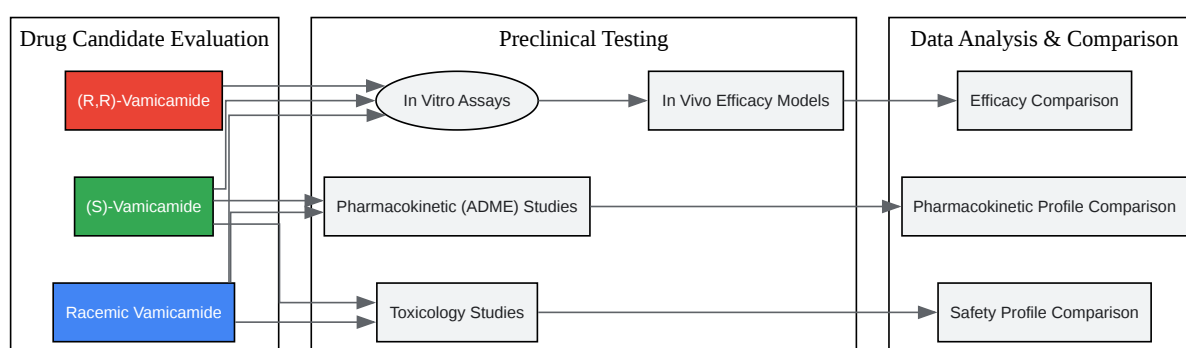 Drug Candidate Evaluation
(R,R)-Vamicamide
(S)-Vamicamide
Racemic Vamicamide
Preclinical Testing
In Vitro Assays
In Vivo Efficacy Models
Pharmacokinetic (ADME) Studies
Toxicology Studies
Data Analysis & Comparison
Efficacy Comparison
Pharmacokinetic Profile Comparison
Safety Profile Comparison